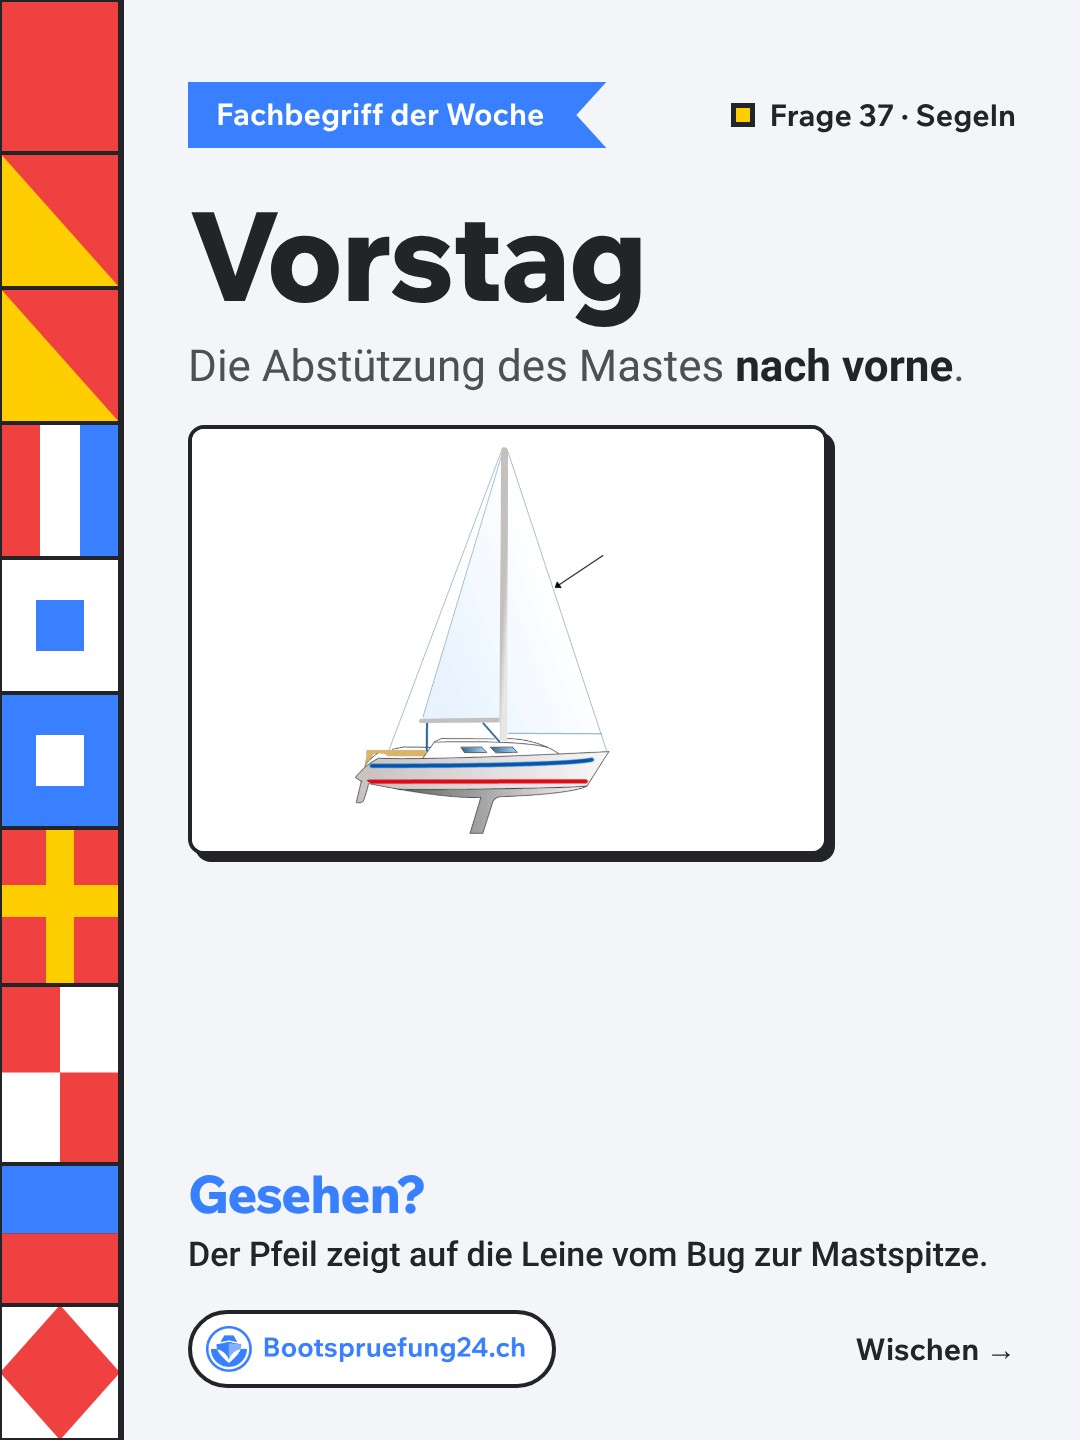 Fachbegriff der Woche
Frage 37 · Segeln
Vorstag
Die Abstützung des Mastes nach vorne.
Gesehen?
Der Pfeil zeigt auf die Leine vom Bug zur Mastspitze.
Bootspruefung24.ch
Wischen →